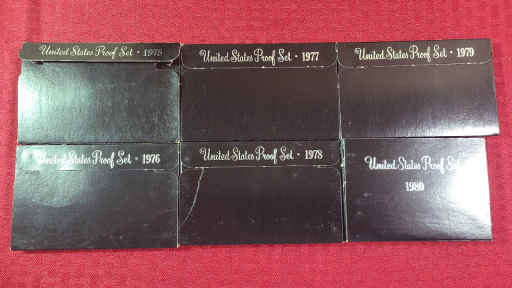 United States Proof Set · 1975
United States Proof Set · 1977
United States Proof Set · 1979
United States Proof Set · 1976
United States Proof Set · 1978
United States Proof Set
1980